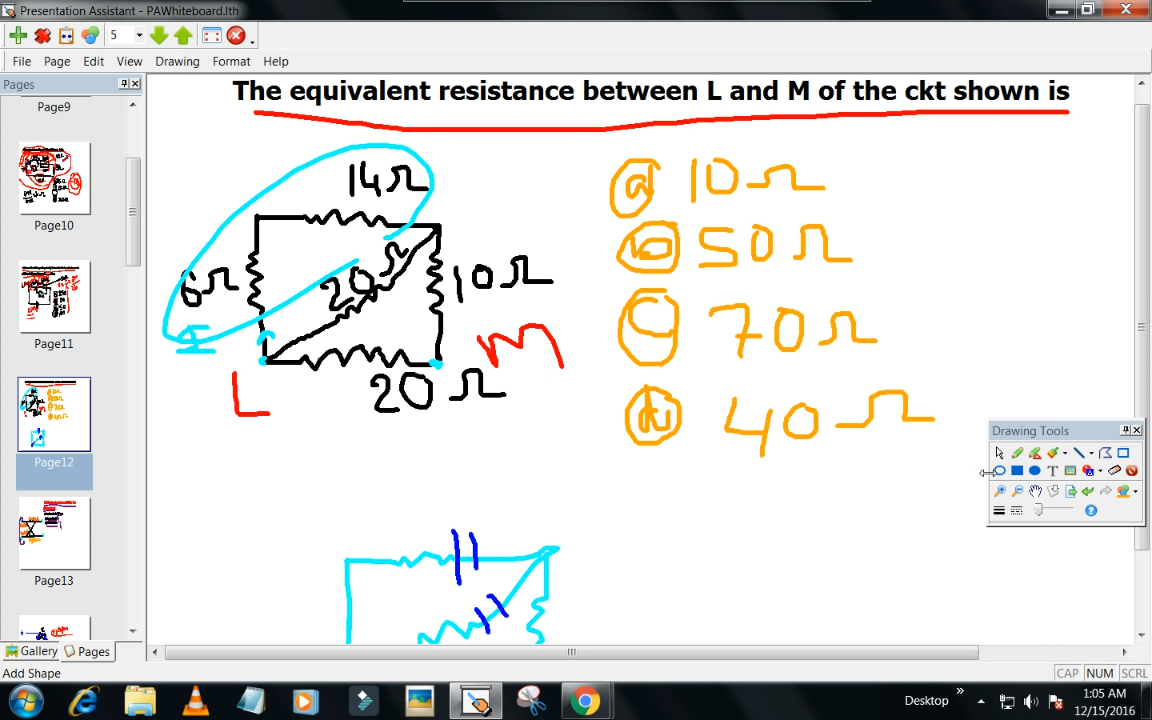 Presentation Assistant - PAWhiteboard.lth
5
File Page Edit View Drawing Format Help
Pages
Page9
Page10
Page11
Page12
Page13
Gallery Pages
Add Shape
The equivalent resistance between L and M of the ckt shown is
14Ω
6Ω
20Ω
10Ω
20Ω
L
M
I
a 10Ω
b 50Ω
c 70Ω
d 40Ω
Drawing Tools
CAP NUM SCRL
Desktop
1:05 AM
12/15/2016